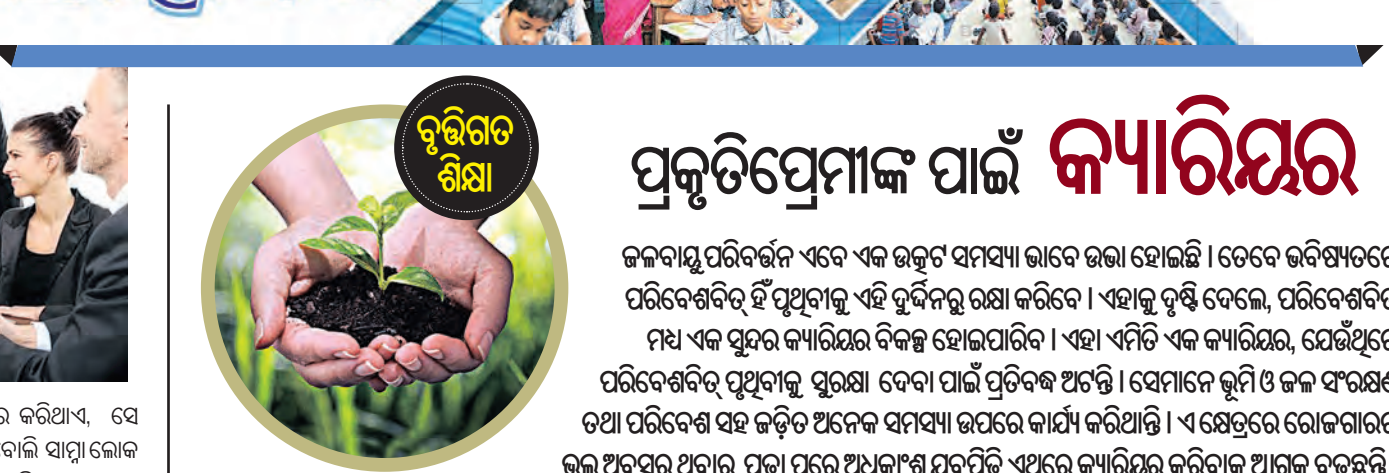 ବୃତ୍ତିଗତ
ଶିକ୍ଷା
ପ୍ରକୃତିପ୍ରେମୀଙ୍କ ପାଇଁ କ୍ୟାରିୟର
ଜଳବାୟୁ ପରିବର୍ତ୍ତନ ଏବେ ଏକ ଉତ୍କଟ ସମସ୍ୟା ଭାବେ ଉଭା ହୋଇଛି । ତେବେ ଭବିଷ୍ୟତରେ
ପରିବେଶବିତ୍ ହିଁ ପୃଥିବୀକୁ ଏହି ଦୁର୍ଦ୍ଦିନରୁ ରକ୍ଷା କରିବେ । ଏହାକୁ ଦୃଷ୍ଟି ଦେଲେ, ପରିବେଶବିତ୍
ମଧ୍ୟ ଏକ ସୁନ୍ଦର କ୍ୟାରିୟର ବିକଳ୍ପ ହୋଇପାରିବ । ଏହା ଏମିତି ଏକ କ୍ୟାରିୟର, ଯେଉଁଥିରେ
ପରିବେଶବିତ୍ ପୃଥିବୀକୁ ସୁରକ୍ଷା ଦେବା ପାଇଁ ପ୍ରତିବଦ୍ଧ ଅଟନ୍ତି । ସେମାନେ ଭୂମି ଓ ଜଳ ସଂରକ୍ଷଣ
ତଥା ପରିବେଶ ସହ ଜଡ଼ିତ ଅନେକ ସମସ୍ୟା ଉପରେ କାର୍ଯ୍ୟ କରିଥାନ୍ତି । ଏ କ୍ଷେତ୍ରରେ ରୋଜଗାରର
ର କରିଥାଏ, ସେ
ବୋଲି ସାମ୍ନା ଲୋକ